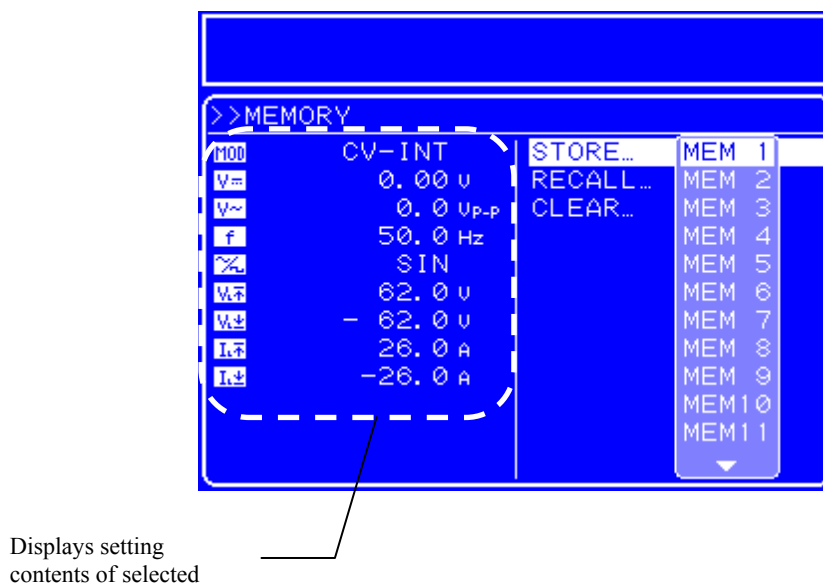 >>MEMORY
MOD CV-INT
V 0.00 V
V~ 0.0 Vp-p
f 50.0 Hz
SIN
V 62.0 V
V - 62.0 V
I 26.0 A
I -26.0 A
STORE…
RECALL…
CLEAR…
MEM 1
MEM 2
MEM 3
MEM 4
MEM 5
MEM 6
MEM 7
MEM 8
MEM 9
MEM10
MEM11
Displays setting
contents of selected